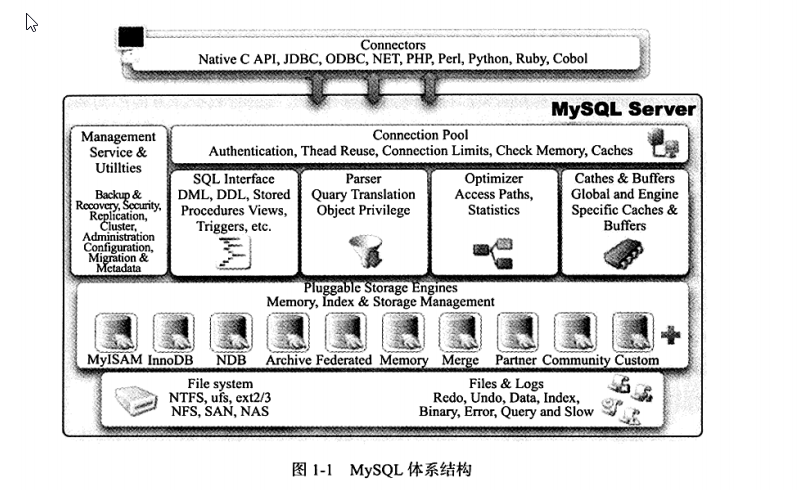 Connectors
Native C API, JDBC, ODBC, NET, PHP, Perl, Python, Ruby, Cobol
MySQL Server
Management
Service &
Utillties
Backup &
Recovery, Security,
Replication,
Cluster,
Administration
Configuration,
Migration &
Metadata
Connection Pool
Authentication, Thead Reuse, Connection Limits, Check Memory, Caches
SQL Interface
DML, DDL, Stored
Procedures Views,
Triggers, etc.
Parser
Quary Translation
Object Privilege
Optimizer
Access Paths,
Statistics
Cathes & Buffers
Global and Engine
Specific Caches &
Buffers
Pluggable Storage Engines
Memory, Index & Storage Management
MyISAM InnoDB NDB Archive Federated Memory Merge Partner Community Custom
File system
NTFS, ufs, ext2/3
NFS, SAN, NAS
Files & Logs
Redo, Undo, Data, Index,
Binary, Error, Query and Slow
图 1-1 MySQL 体系结构